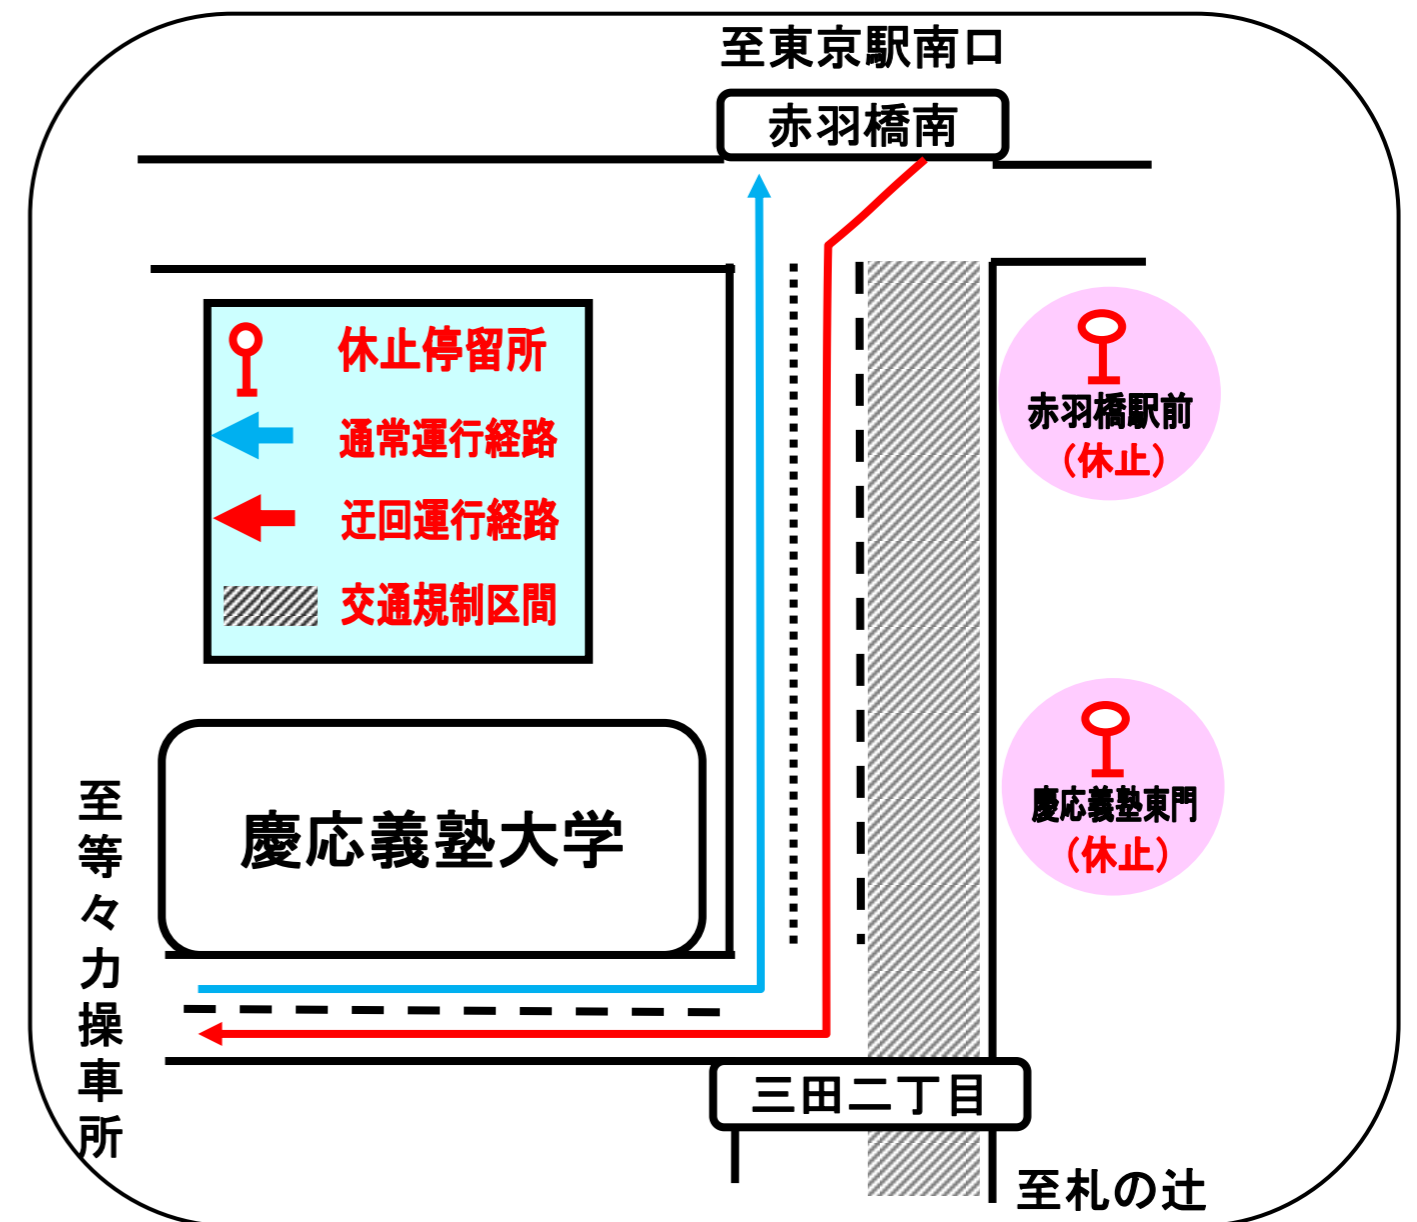 至東京駅南口
赤羽橋南
休止停留所
通常運行経路
迂回運行経路
交通規制区間
赤羽橋駅前
（休止）
慶応義塾東門
（休止）
慶応義塾大学
至等々力操車所
三田二丁目
至札の辻